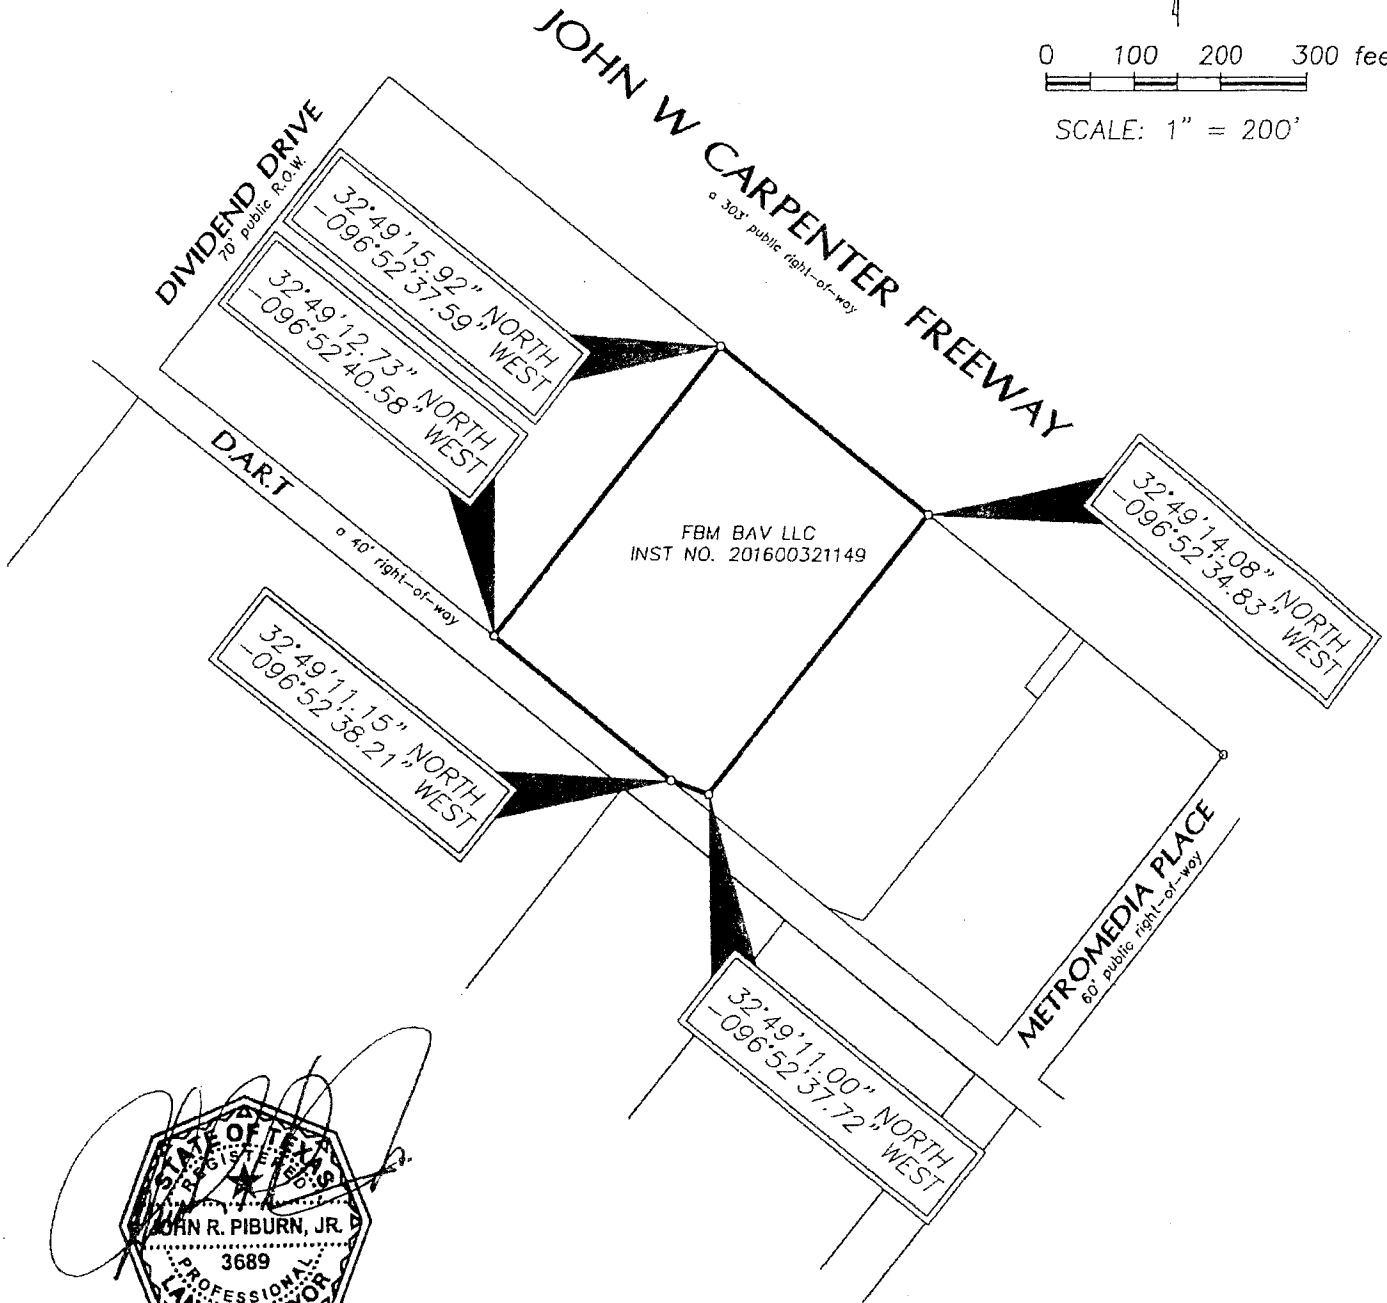 JOHN W CARPENTER FREEWAY
a 303' public right-of-way
0 100 200 300 fee
SCALE: 1" = 200'
DIVIDEND DRIVE
70' public R.O.W.
32°49'15.92" NORTH
-096°52'37.59" WEST
32°49'12.73" NORTH
-096°52'40.58" WEST
D.A.R.T
a 40' right-of-way
FBM BAV LLC
INST NO. 201600321149
32°49'14.08" NORTH
-096°52'34.83" WEST
32°49'11.15" NORTH
-096°52'38.21" WEST
METROMEDIA PLACE
60' public right-of-way
32°49'11.00" NORTH
-096°52'37.72" WEST
STATE OF TEXAS
REGISTERED
JOHN R. PIBURN, JR.
3689
PROFESSIONAL